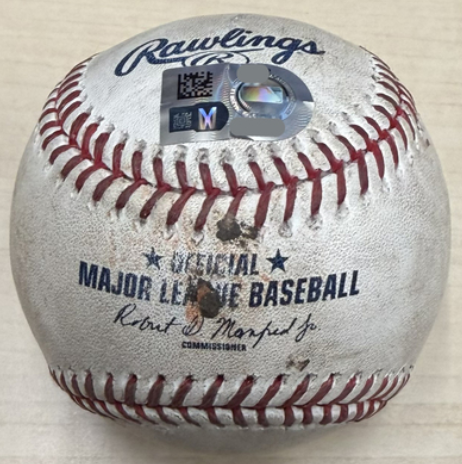 Rawlings
R
★ OFFICIAL ★
MAJOR LEAGUE BASEBALL
Robert D. Manfred Jr.
COMMISSIONER